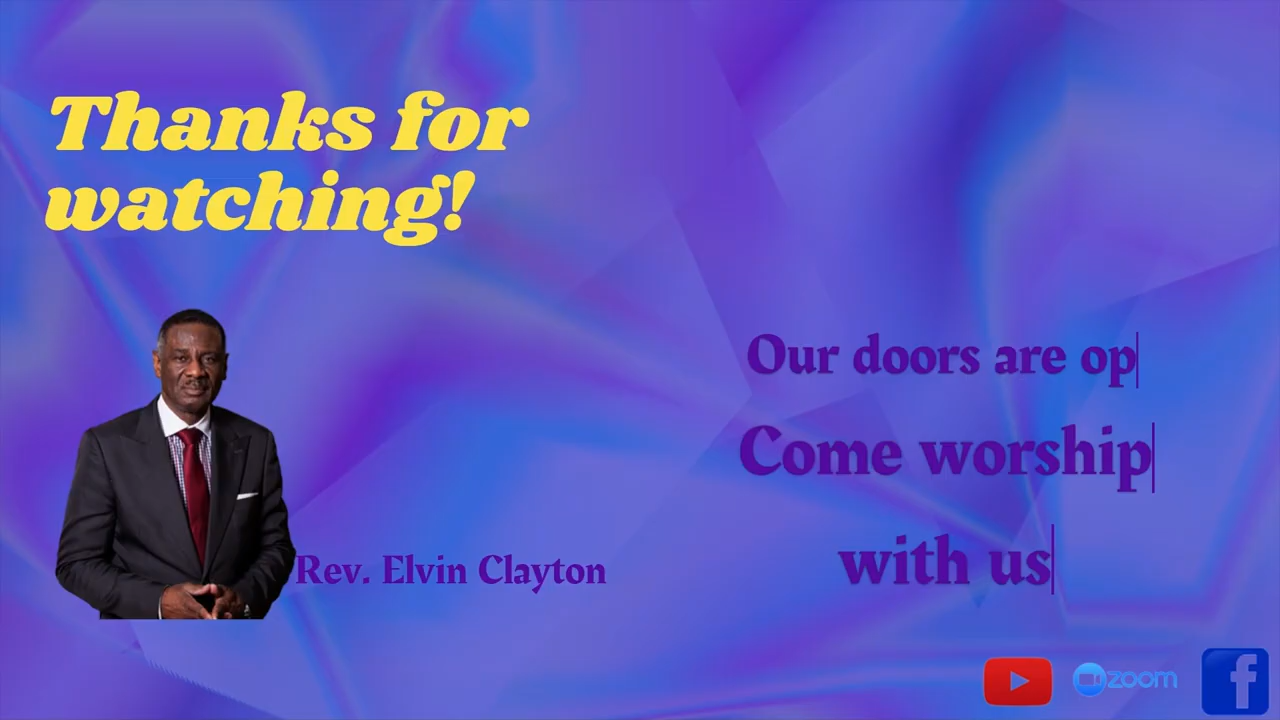 Thanks for
watching!
Our doors are op
Come worship
with us
Rev. Elvin Clayton
zoom